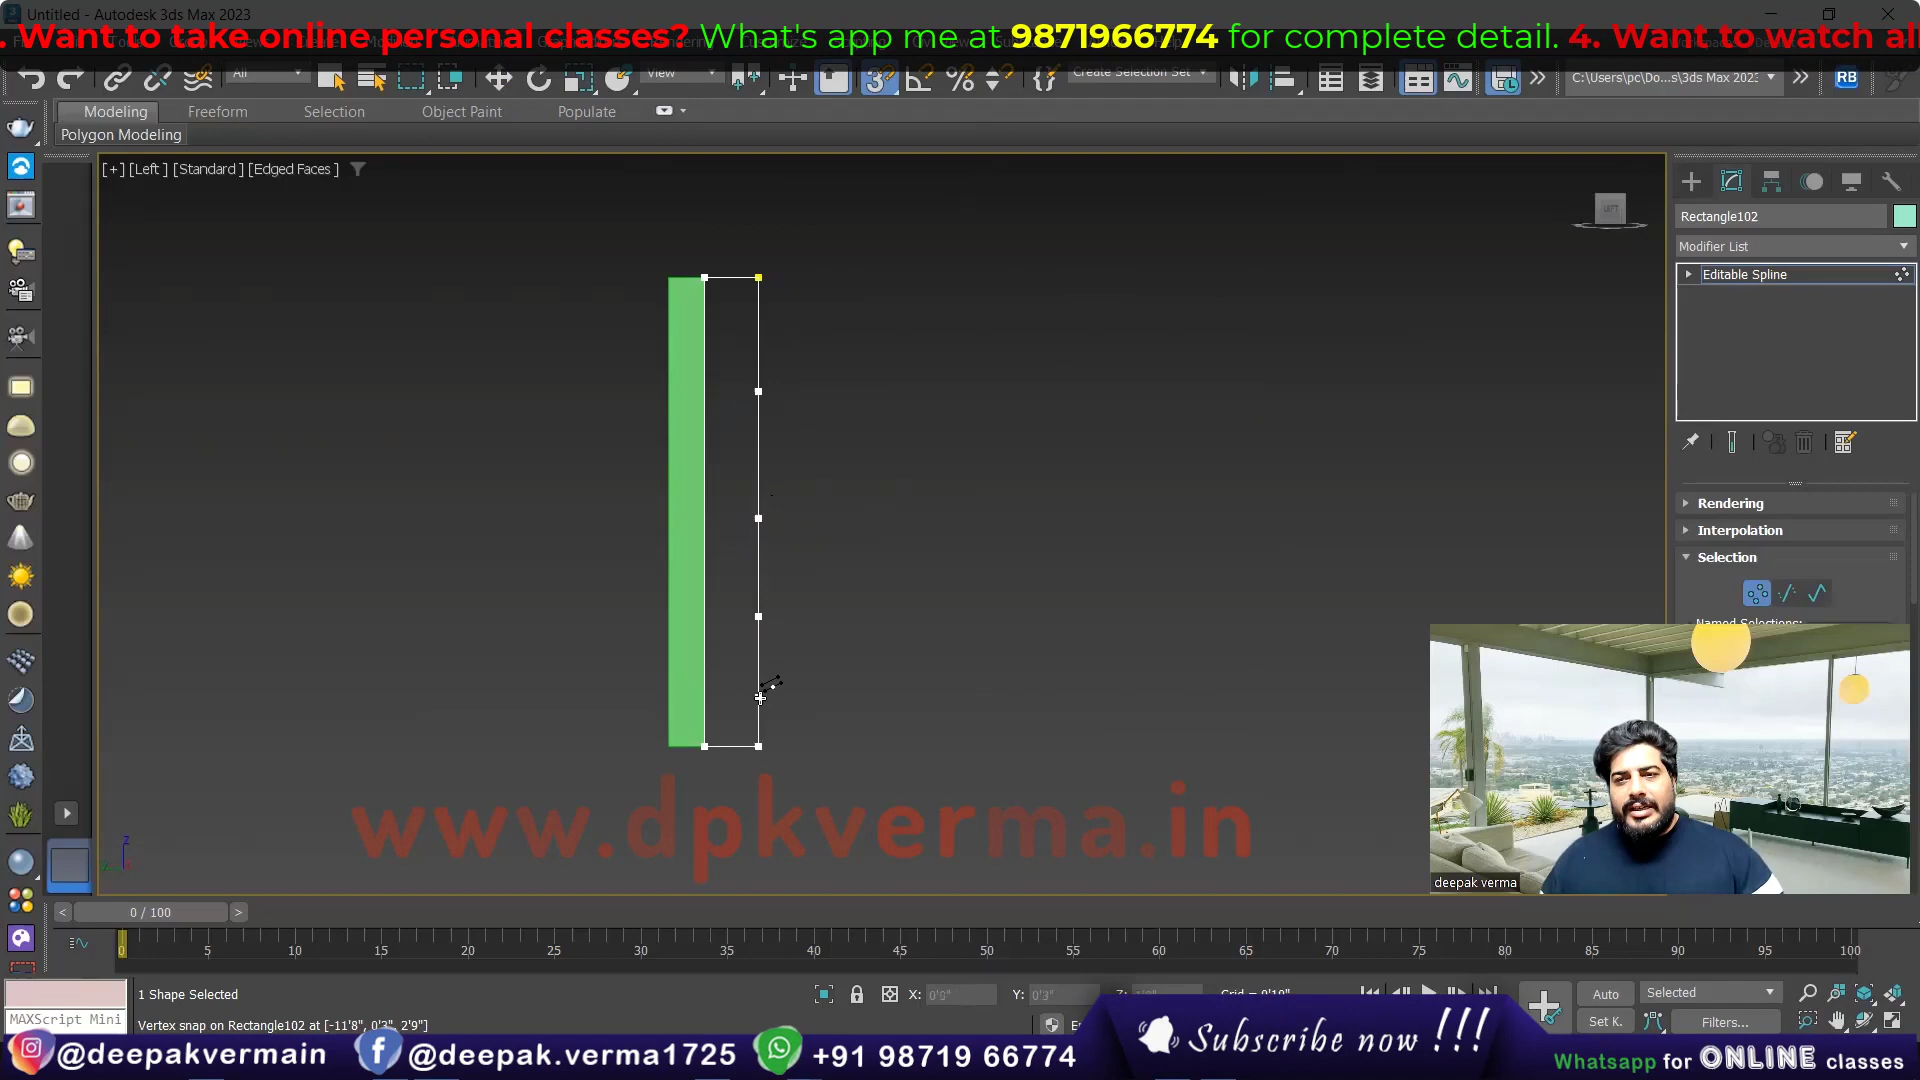 Untitled - Autodesk 3ds Max 2023
. Want to take online personal classes? What's app me at 9871966774 for complete detail. 4. Want to watch all
All
View
3
Create Selection Set
C:\Users\pc\Do...s\3ds Max 2023
RB
Modeling
Freeform
Selection
Object Paint
Populate
Polygon Modeling
[+] [Left ] [Standard ] [Edged Faces ]
LEFT
Rectangle102
Modifier List
Editable Spline
Rendering
Interpolation
Selection
Named Selections:
www.dpkverma.in
deepak verma
z
< 0 / 100 >
0 5 10 15 20 25 30 35 40 45 50 55 60 65 70 75 80 85 90 95 100
1 Shape Selected
X: 0'0"
Y: 0'3"
Z:
Grid = 0'10"
Auto
Selected
MAXScript Mini
Vertex snap on Rectangle102 at [-11'8", 0'3", 2'9"]
Set K.
Filters...
@deepakvermain
@deepak.verma1725
+91 98719 66774
Subscribe now !!!
Whatsapp for ONLINE classes